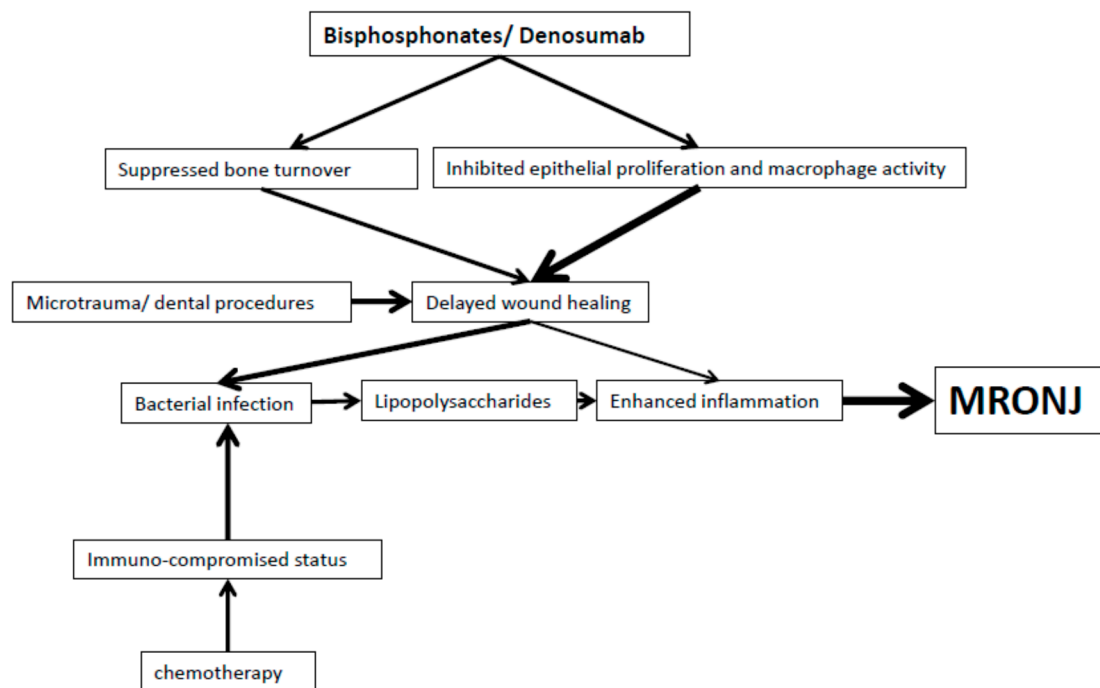 Bisphosphonates/ Denosumab
Suppressed bone turnover
Inhibited epithelial proliferation and macrophage activity
Microtrauma/ dental procedures
Delayed wound healing
Bacterial infection
Lipopolysaccharides
Enhanced inflammation
MRONJ
Immuno-compromised status
chemotherapy